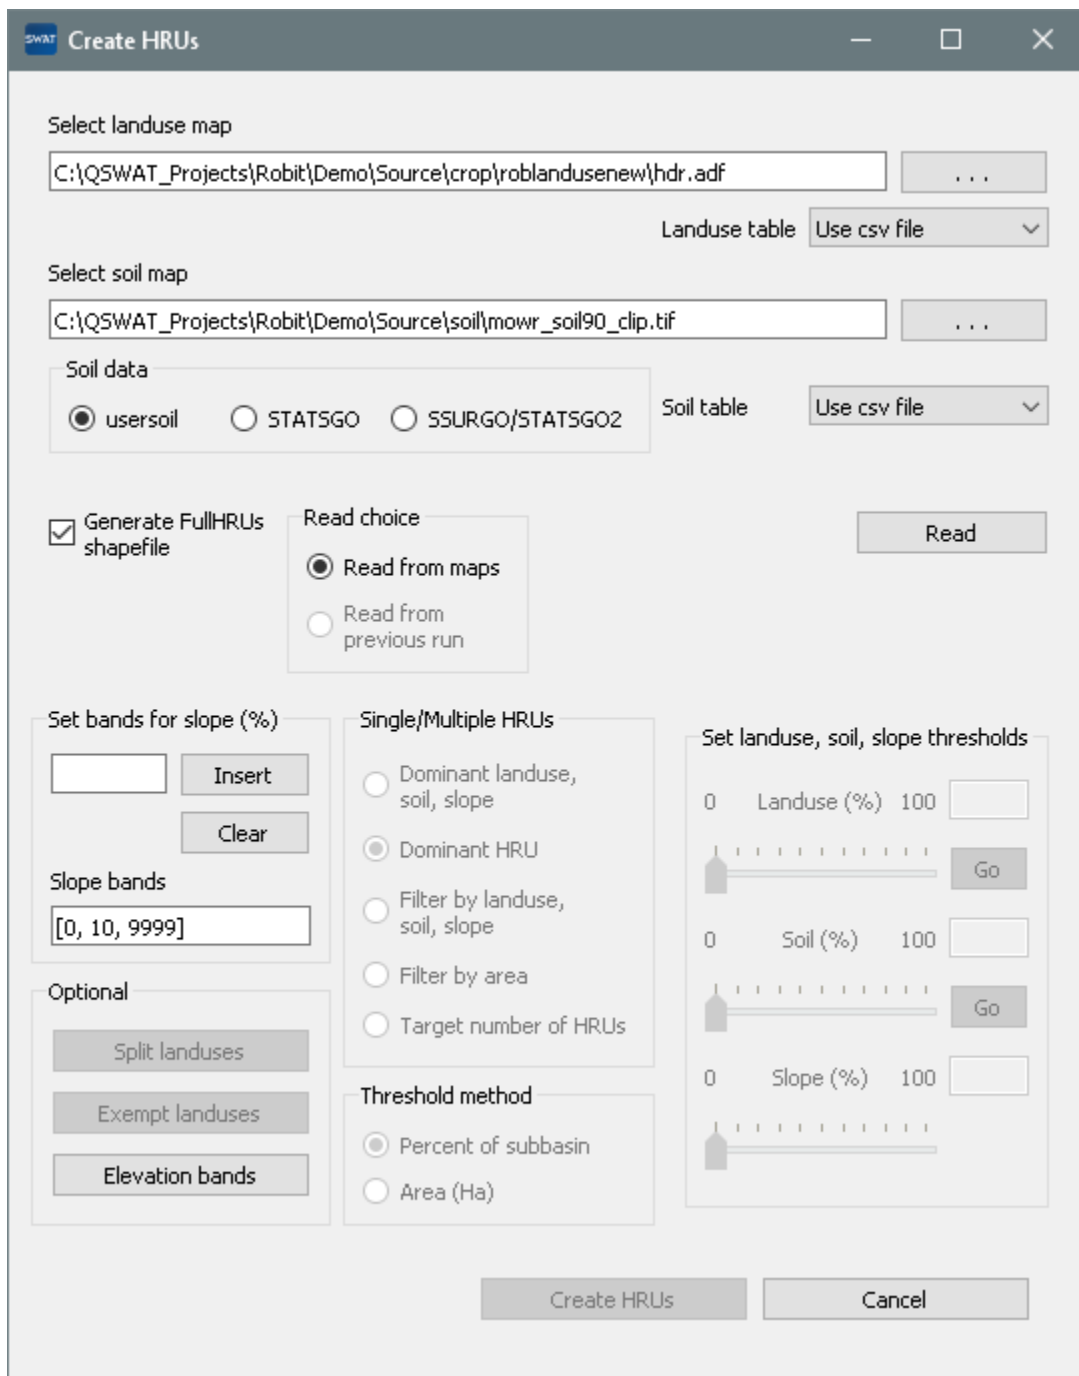 SWAT Create HRUs
Select landuse map
C:\QSWAT_Projects\Robit\Demo\Source\crop\roblandusenew\hdr.adf
. . .
Landuse table Use csv file
Select soil map
C:\QSWAT_Projects\Robit\Demo\Source\soil\mowr_soil90_clip.tif
. . .
Soil data
usersoil STATSGO SSURGO/STATSGO2
Soil table Use csv file
Generate FullHRUs
shapefile
Read choice
Read from maps
Read from
previous run
Read
Set bands for slope (%)
Insert
Clear
Slope bands
[0, 10, 9999]
Optional
Split landuses
Exempt landuses
Elevation bands
Single/Multiple HRUs
Dominant landuse,
soil, slope
Dominant HRU
Filter by landuse,
soil, slope
Filter by area
Target number of HRUs
Threshold method
Percent of subbasin
Area (Ha)
Set landuse, soil, slope thresholds
0 Landuse (%) 100
Go
0 Soil (%) 100
Go
0 Slope (%) 100
Create HRUs
Cancel